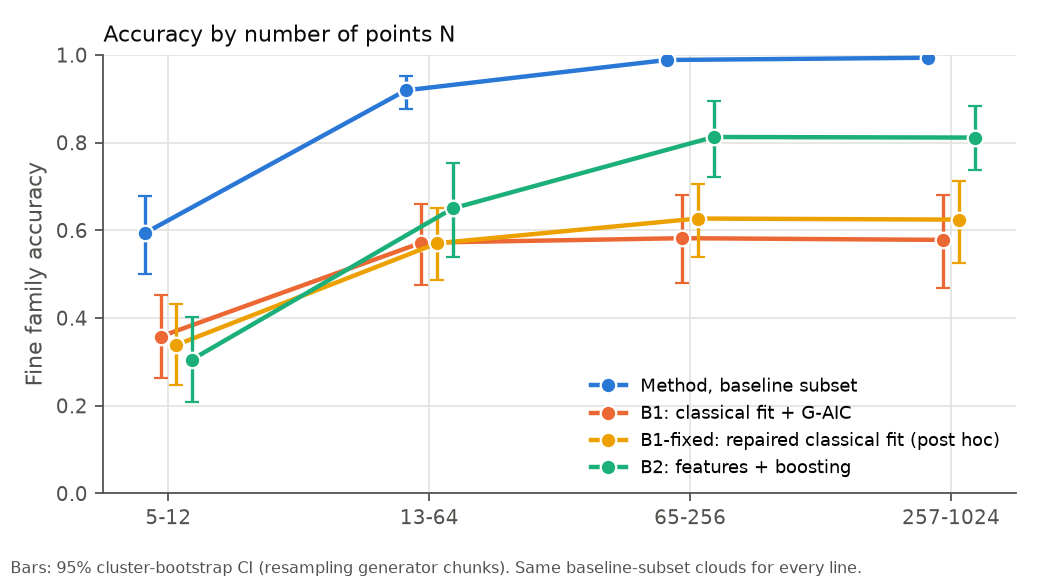 Accuracy by number of points N
Fine family accuracy
1.0
0.8
0.6
0.4
0.2
0.0
5-12
13-64
65-256
257-1024
Method, baseline subset
B1: classical fit + G-AIC
B1-fixed: repaired classical fit (post hoc)
B2: features + boosting
Bars: 95% cluster-bootstrap CI (resampling generator chunks). Same baseline-subset clouds for every line.